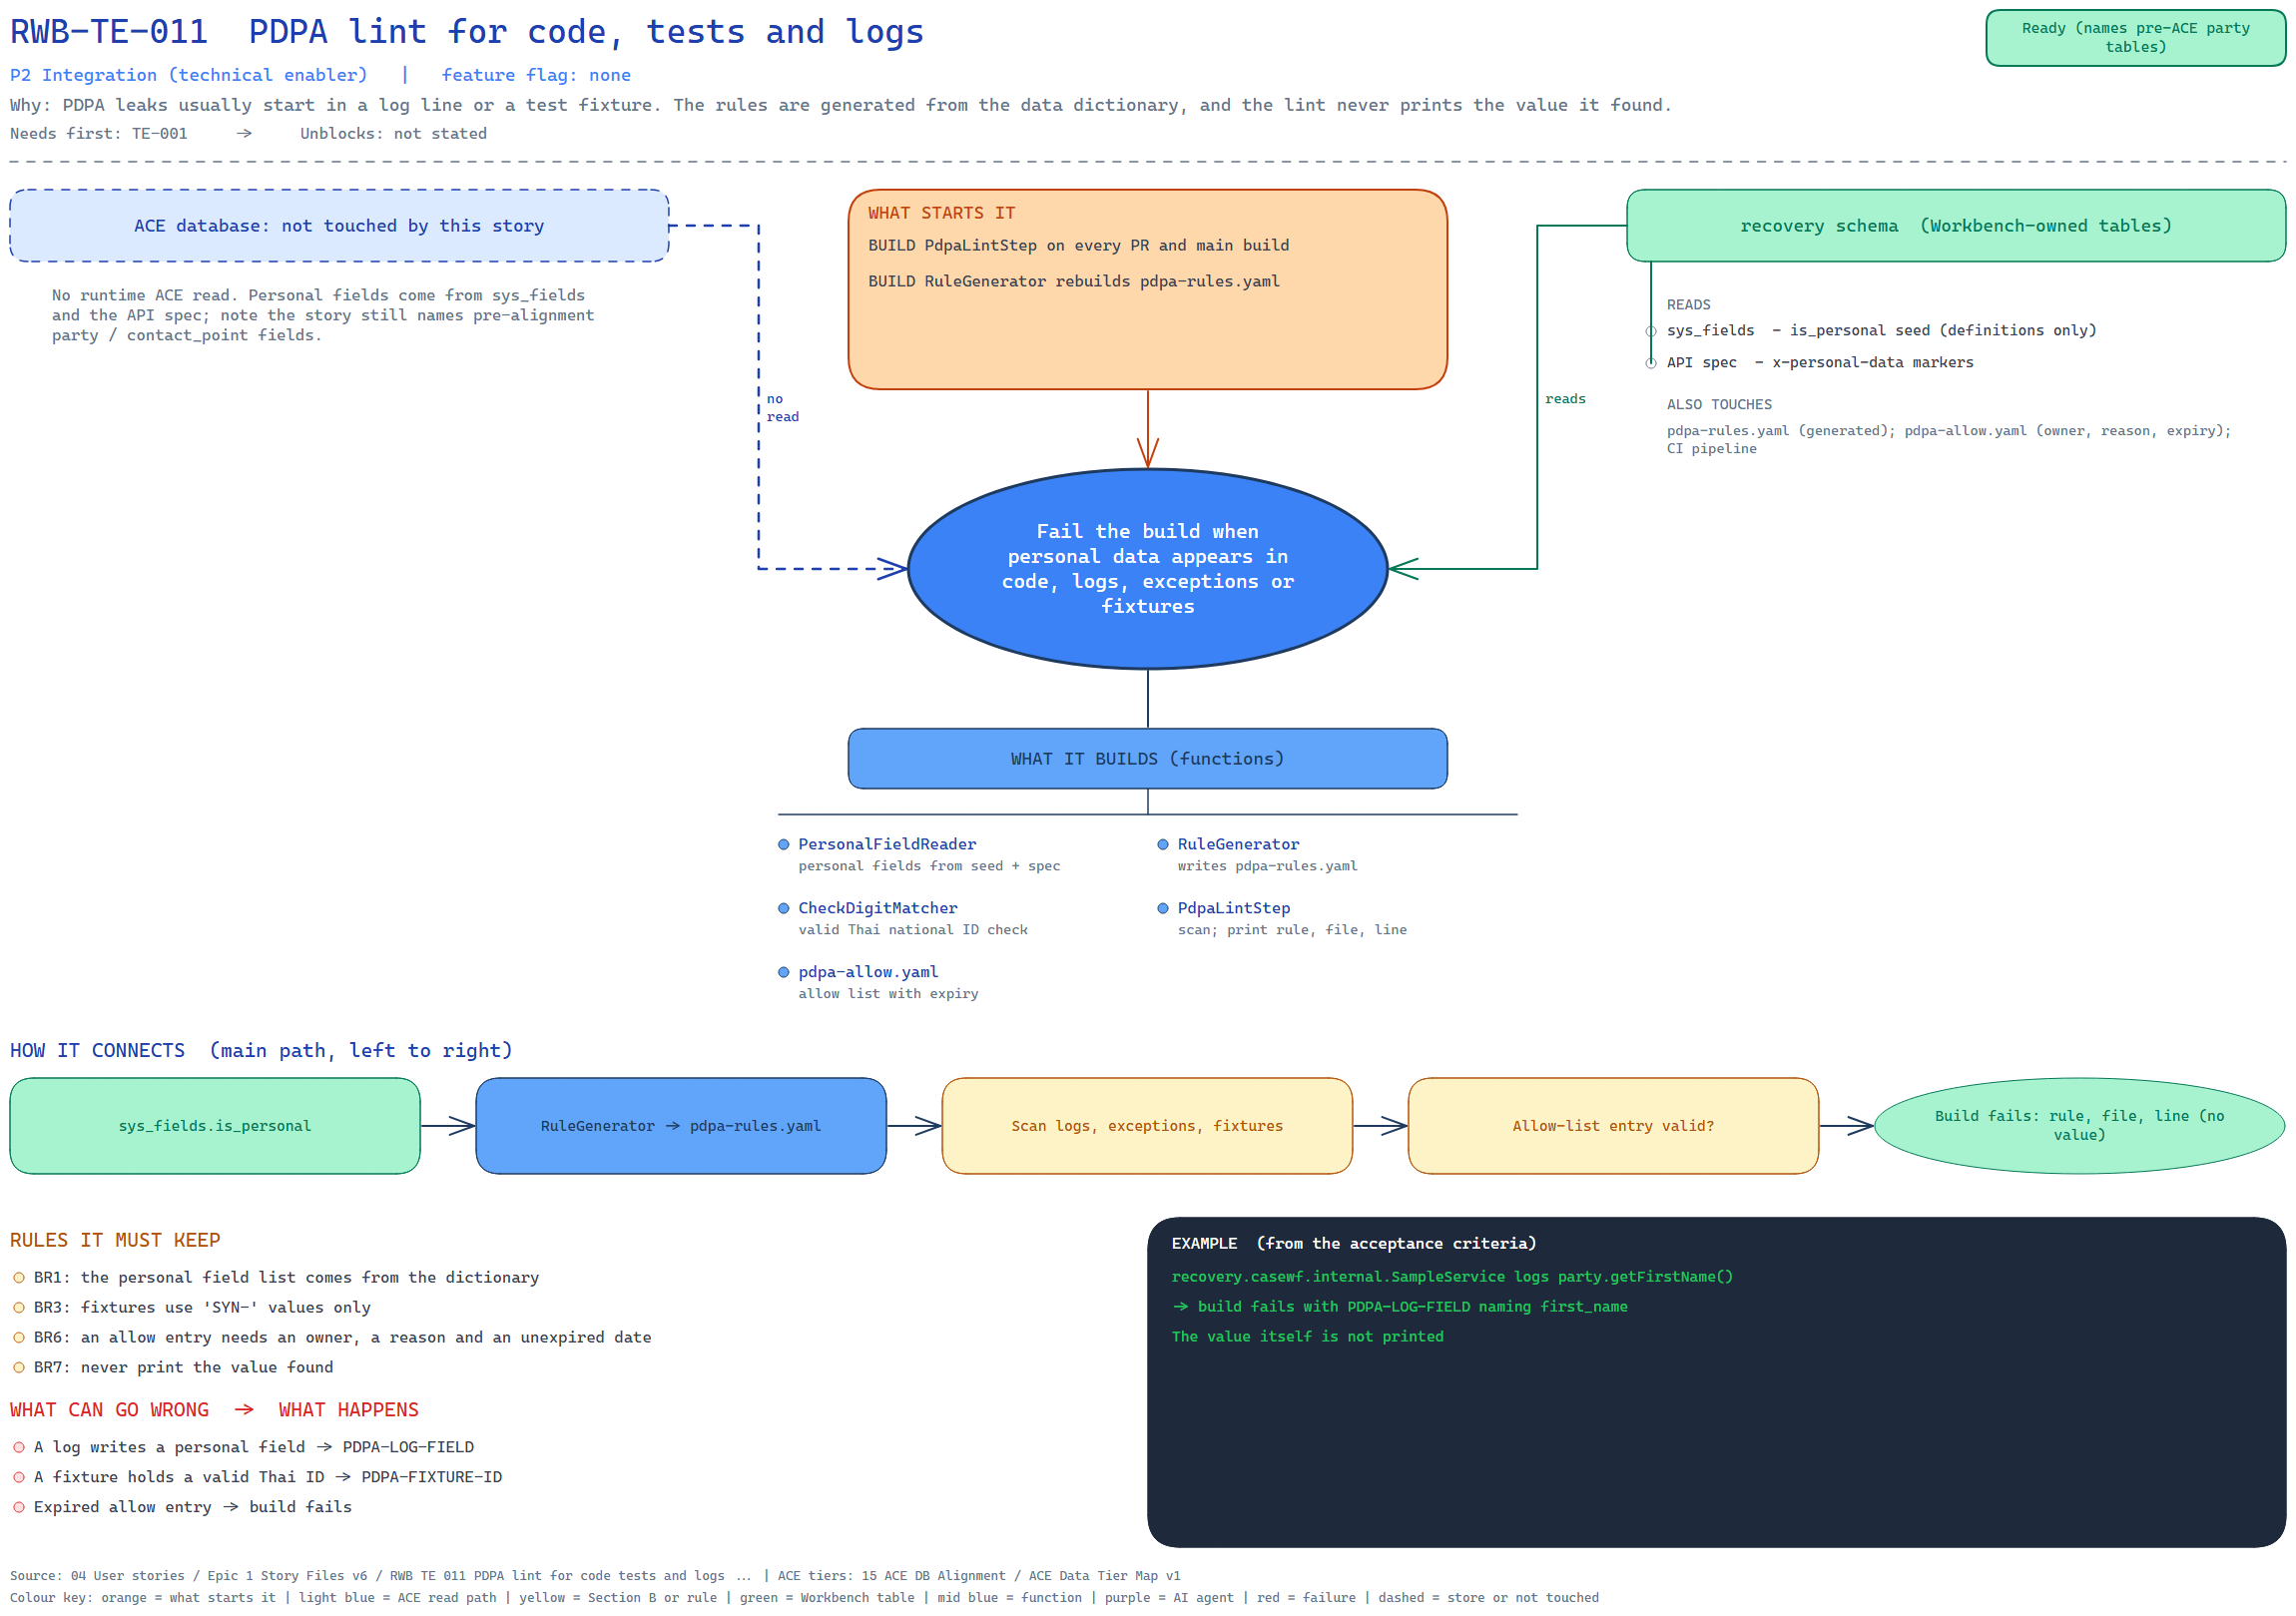 RWB-TE-011  PDPA lint for code, tests and logs
Ready (names pre-ACE party
tables)
P2 Integration (technical enabler)  |  feature flag: none
Why: PDPA leaks usually start in a log line or a test fixture. The rules are generated from the data dictionary, and the lint never prints the value it found.
Needs first: TE-001  →  Unblocks: not stated
ACE database: not touched by this story
No runtime ACE read. Personal fields come from sys_fields
and the API spec; note the story still names pre-alignment
party / contact_point fields.
no
read
WHAT STARTS IT
BUILD PdpaLintStep on every PR and main build
BUILD RuleGenerator rebuilds pdpa-rules.yaml
recovery schema  (Workbench-owned tables)
READS
sys_fields  - is_personal seed (definitions only)
API spec  - x-personal-data markers
ALSO TOUCHES
pdpa-rules.yaml (generated); pdpa-allow.yaml (owner, reason, expiry);
CI pipeline
reads
Fail the build when
personal data appears in
code, logs, exceptions or
fixtures
WHAT IT BUILDS (functions)
PersonalFieldReader
personal fields from seed + spec
RuleGenerator
writes pdpa-rules.yaml
CheckDigitMatcher
valid Thai national ID check
PdpaLintStep
scan; print rule, file, line
pdpa-allow.yaml
allow list with expiry
HOW IT CONNECTS  (main path, left to right)
sys_fields.is_personal
RuleGenerator → pdpa-rules.yaml
Scan logs, exceptions, fixtures
Allow-list entry valid?
Build fails: rule, file, line (no
value)
RULES IT MUST KEEP
BR1: the personal field list comes from the dictionary
BR3: fixtures use 'SYN-' values only
BR6: an allow entry needs an owner, a reason and an unexpired date
BR7: never print the value found
WHAT CAN GO WRONG  →  WHAT HAPPENS
A log writes a personal field → PDPA-LOG-FIELD
A fixture holds a valid Thai ID → PDPA-FIXTURE-ID
Expired allow entry → build fails
EXAMPLE  (from the acceptance criteria)
recovery.casewf.internal.SampleService logs party.getFirstName()
→ build fails with PDPA-LOG-FIELD naming first_name
The value itself is not printed
Source: 04 User stories / Epic 1 Story Files v6 / RWB TE 011 PDPA lint for code tests and logs ... | ACE tiers: 15 ACE DB Alignment / ACE Data Tier Map v1
Colour key: orange = what starts it | light blue = ACE read path | yellow = Section B or rule | green = Workbench table | mid blue = function | purple = AI agent | red = failure | dashed = store or not touched